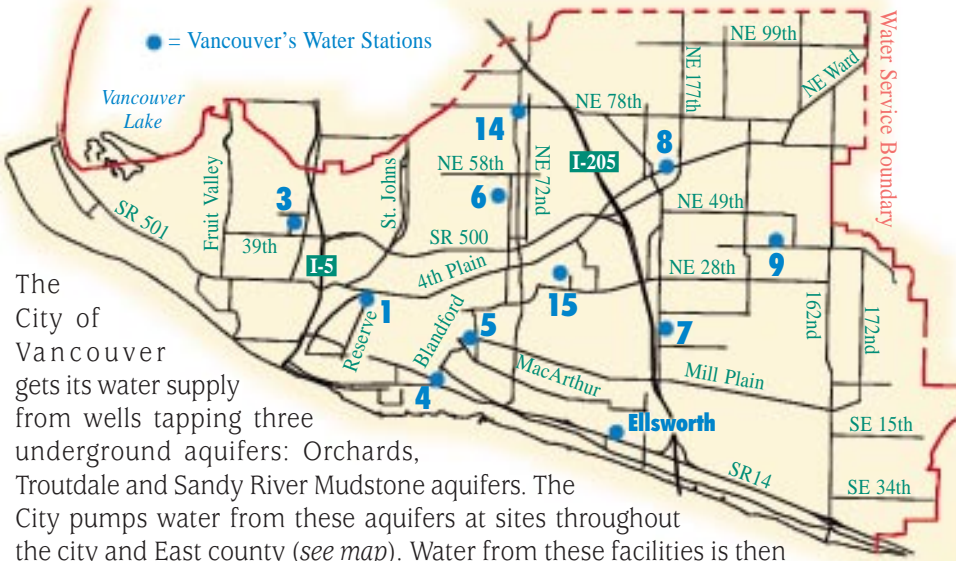 ● = Vancouver's Water Stations
NE 99th
Water Service Boundary
NE 177th
NE Ward
Vancouver
Lake
NE 78th
14
8
I-205
NE 58th
NE 72nd
6
Fruit Valley
3
St. Johns
NE 49th
SR 501
39th
SR 500
9
I-5
4th Plain
NE 28th
15
1
162nd
172nd
Reserve
Blandford
5
7
MacArthur
Mill Plain
4
Ellsworth
SE 15th
SR14
SE 34th
The
City of
Vancouver
gets its water supply
from wells tapping three
underground aquifers: Orchards,
Troutdale and Sandy River Mudstone aquifers. The
City pumps water from these aquifers at sites throughout
the city and East county (see map). Water from these facilities is then